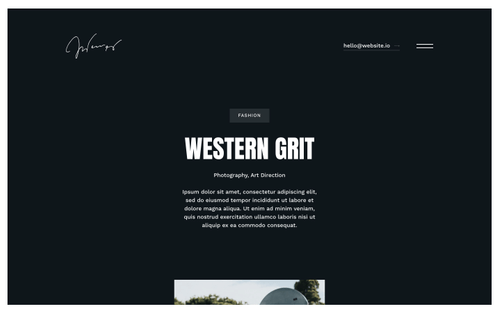 hello@website.io
FASHION
WESTERN GRIT
Photography, Art Direction
Ipsum dolor sit amet, consectetur adipiscing elit,
sed do eiusmod tempor incididunt ut labore et
dolore magna aliqua. Ut enim ad minim veniam,
quis nostrud exercitation ullamco laboris nisi ut
aliquip ex ea commodo consequat.